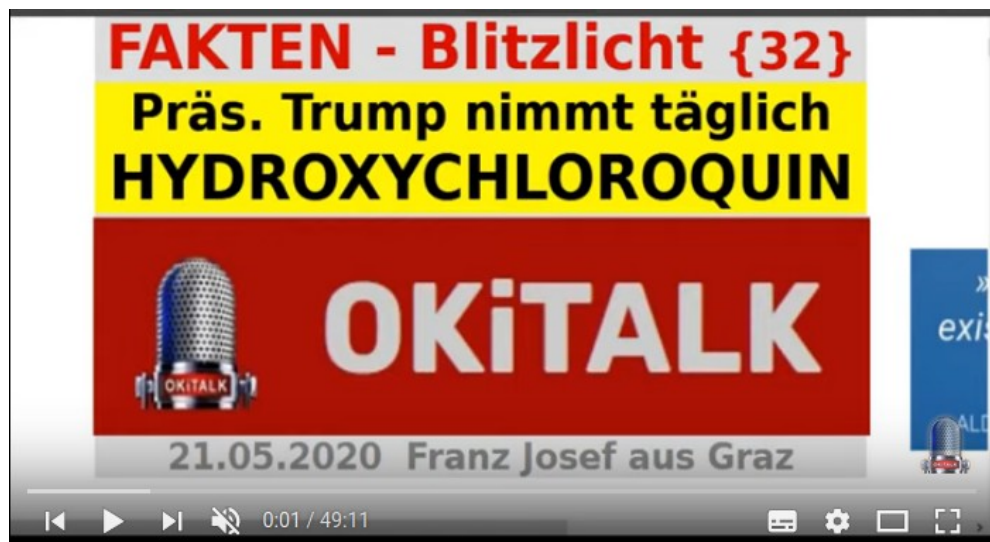 FAKTEN - Blitzlicht {32}
Präs. Trump nimmt täglich
HYDROXYCHLOROQUIN
OKiTALK
OKiTALK
21.05.2020 Franz Josef aus Graz
0:01 / 49:11